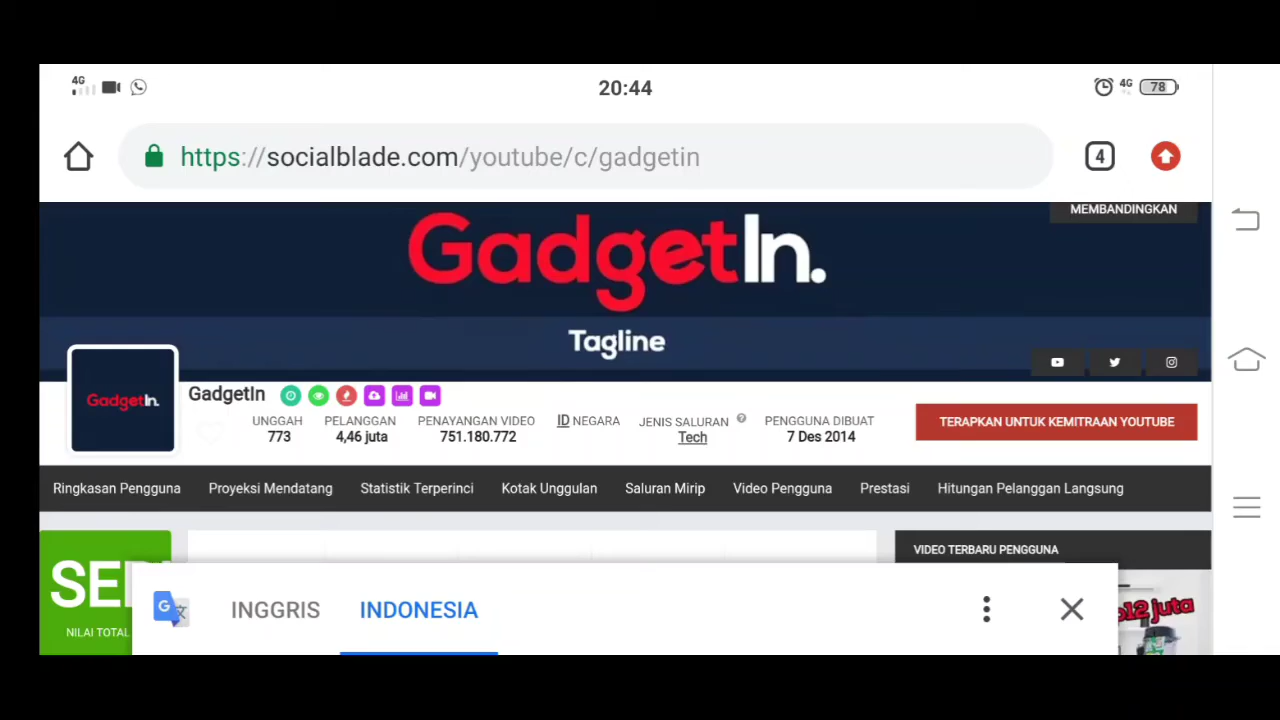 4G
20:44
4G
78
https://socialblade.com/youtube/c/gadgetin
4
MEMBANDINGKAN
GadgetIn.
Tagline
GadgetIn.
GadgetIn
UNGGAH
773
PELANGGAN
4,46 juta
PENAYANGAN VIDEO
751.180.772
ID NEGARA
JENIS SALURAN
Tech
PENGGUNA DIBUAT
7 Des 2014
TERAPKAN UNTUK KEMITRAAN YOUTUBE
Ringkasan Pengguna Proyeksi Mendatang Statistik Terperinci Kotak Unggulan Saluran Mirip Video Pengguna Prestasi Hitungan Pelanggan Langsung
NILAI TOTAL
VIDEO TERBARU PENGGUNA
juta
G 文
INGGRIS INDONESIA